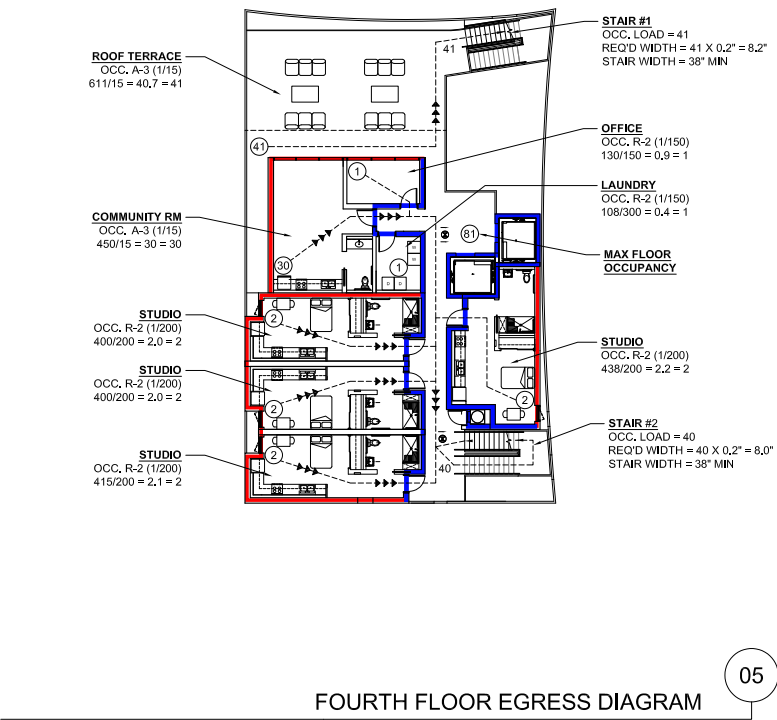 ROOF TERRACE
OCC. A-3 (1/15)
611/15 = 40.7 = 41
COMMUNITY RM
OCC. A-3 (1/15)
450/15 = 30 = 30
STUDIO
OCC. R-2 (1/200)
400/200 = 2.0 = 2
STUDIO
OCC. R-2 (1/200)
400/200 = 2.0 = 2
STUDIO
OCC. R-2 (1/200)
415/200 = 2.1 = 2
41
41
1
30
1
81
2
2
2
2
40
STAIR #1
OCC. LOAD = 41
REQ'D WIDTH = 41 X 0.2" = 8.2"
STAIR WIDTH = 38" MIN
OFFICE
OCC. R-2 (1/150)
130/150 = 0.9 = 1
LAUNDRY
OCC. R-2 (1/150)
108/300 = 0.4 = 1
MAX FLOOR
OCCUPANCY
STUDIO
OCC. R-2 (1/200)
438/200 = 2.2 = 2
STAIR #2
OCC. LOAD = 40
REQ'D WIDTH = 40 X 0.2" = 8.0"
STAIR WIDTH = 38" MIN
FOURTH FLOOR EGRESS DIAGRAM
05